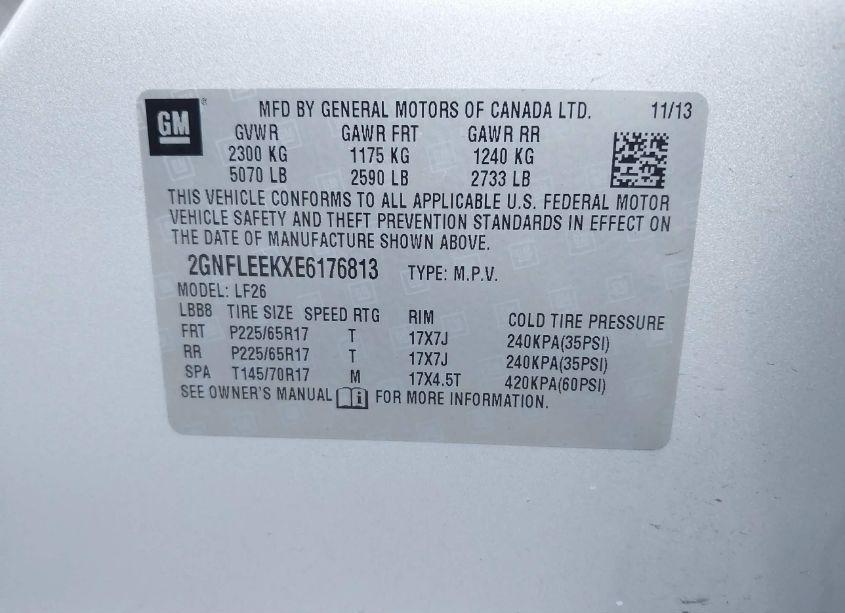 GM ® MFD BY GENERAL MOTORS OF CANADA LTD. 11/13
GVWR GAWR FRT GAWR RR
2300 KG 1175 KG 1240 KG
5070 LB 2590 LB 2733 LB
THIS VEHICLE CONFORMS TO ALL APPLICABLE U.S. FEDERAL MOTOR
VEHICLE SAFETY AND THEFT PREVENTION STANDARDS IN EFFECT ON
THE DATE OF MANUFACTURE SHOWN ABOVE.
2GNFLEEKXE6176813 TYPE: M.P.V.
MODEL: LF26
LBB8 TIRE SIZE SPEED RTG RIM COLD TIRE PRESSURE
FRT P225/65R17 T 17X7J 240KPA(35PSI)
RR P225/65R17 T 17X7J 240KPA(35PSI)
SPA T145/70R17 M 17X4.5T 420KPA(60PSI)
SEE OWNER'S MANUAL FOR MORE INFORMATION.